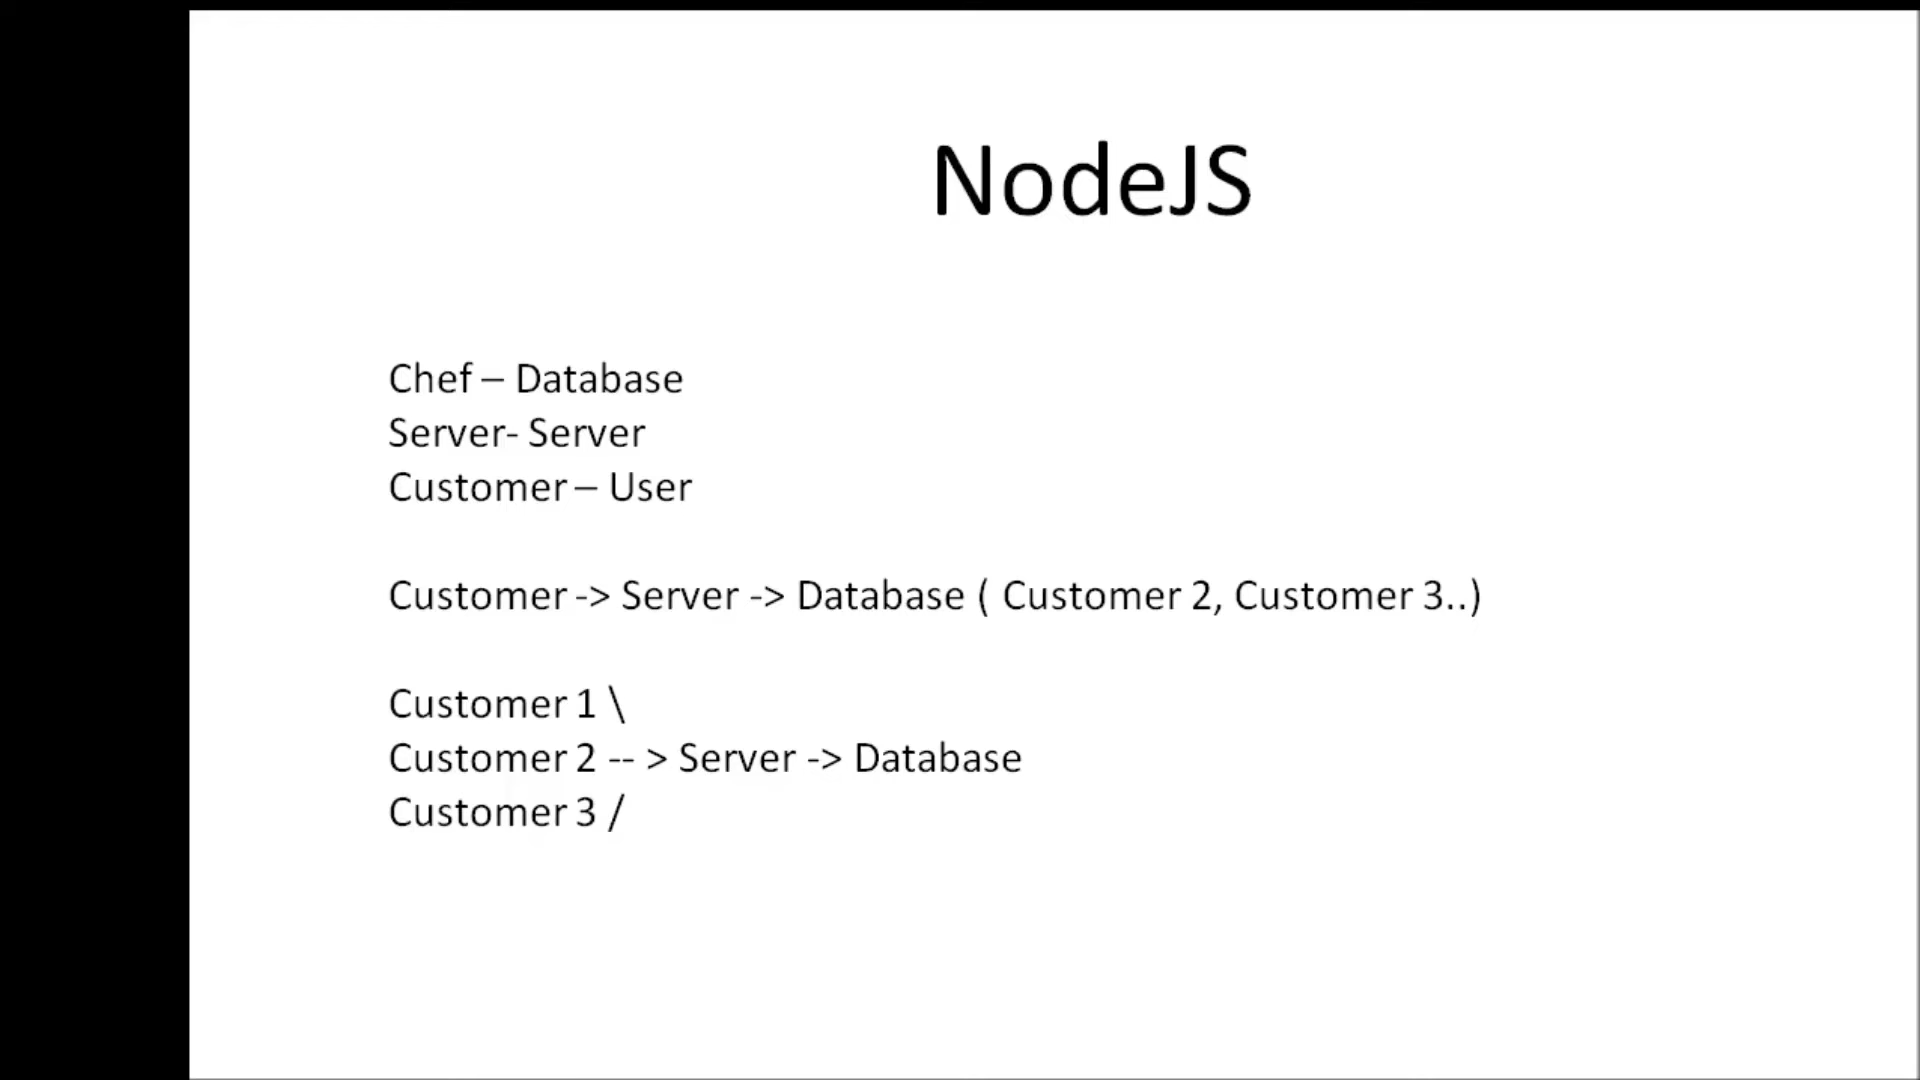 NodeJS
Chef – Database
Server- Server
Customer – User
Customer -> Server -> Database ( Customer 2, Customer 3..)
Customer 1 \
Customer 2 -- > Server -> Database
Customer 3 /